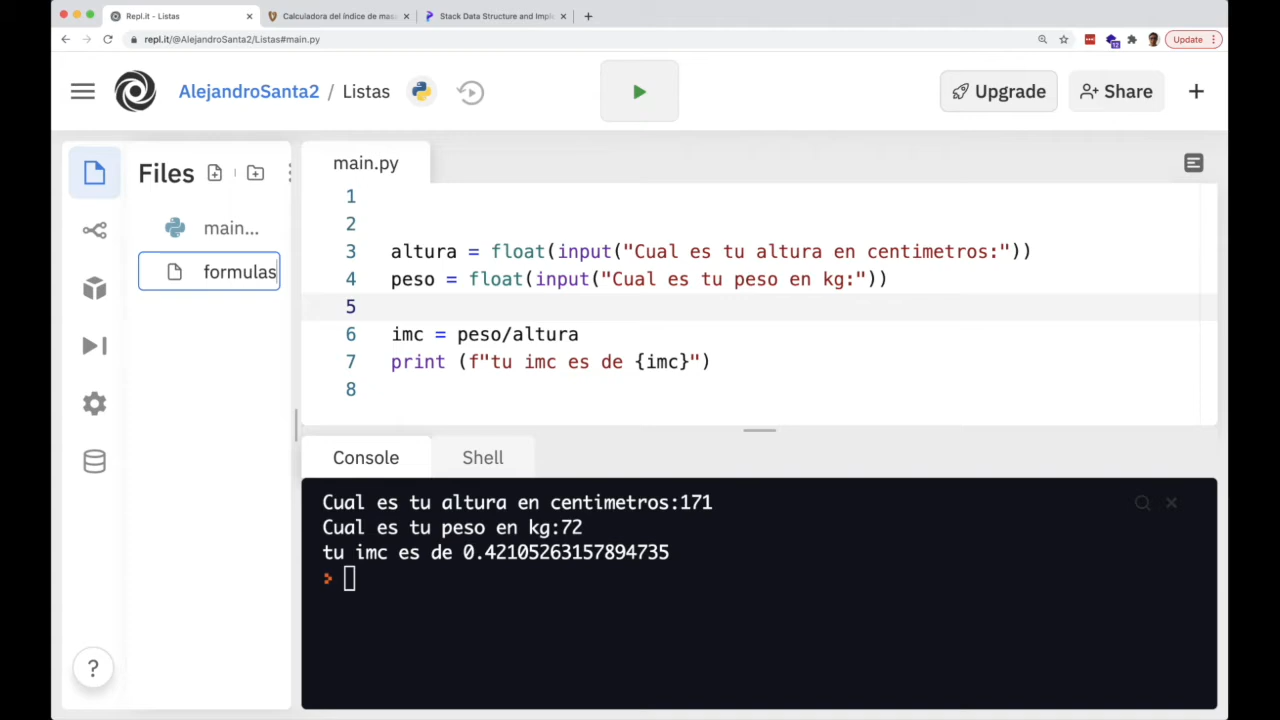 Repl.it - Listas
Calculadora del índice de mas
Stack Data Structure and Imple
repl.it/@AlejandroSanta2/Listas#main.py
12
Update
AlejandroSanta2 / Listas
Upgrade
Share
Files
main...
formulas
main.py
1
2
3 altura = float(input("Cual es tu altura en centimetros:"))
4 peso = float(input("Cual es tu peso en kg:"))
5
6 imc = peso/altura
7 print (f"tu imc es de {imc}")
8
Console
Shell
Cual es tu altura en centimetros:171
Cual es tu peso en kg:72
tu imc es de 0.42105263157894735
?